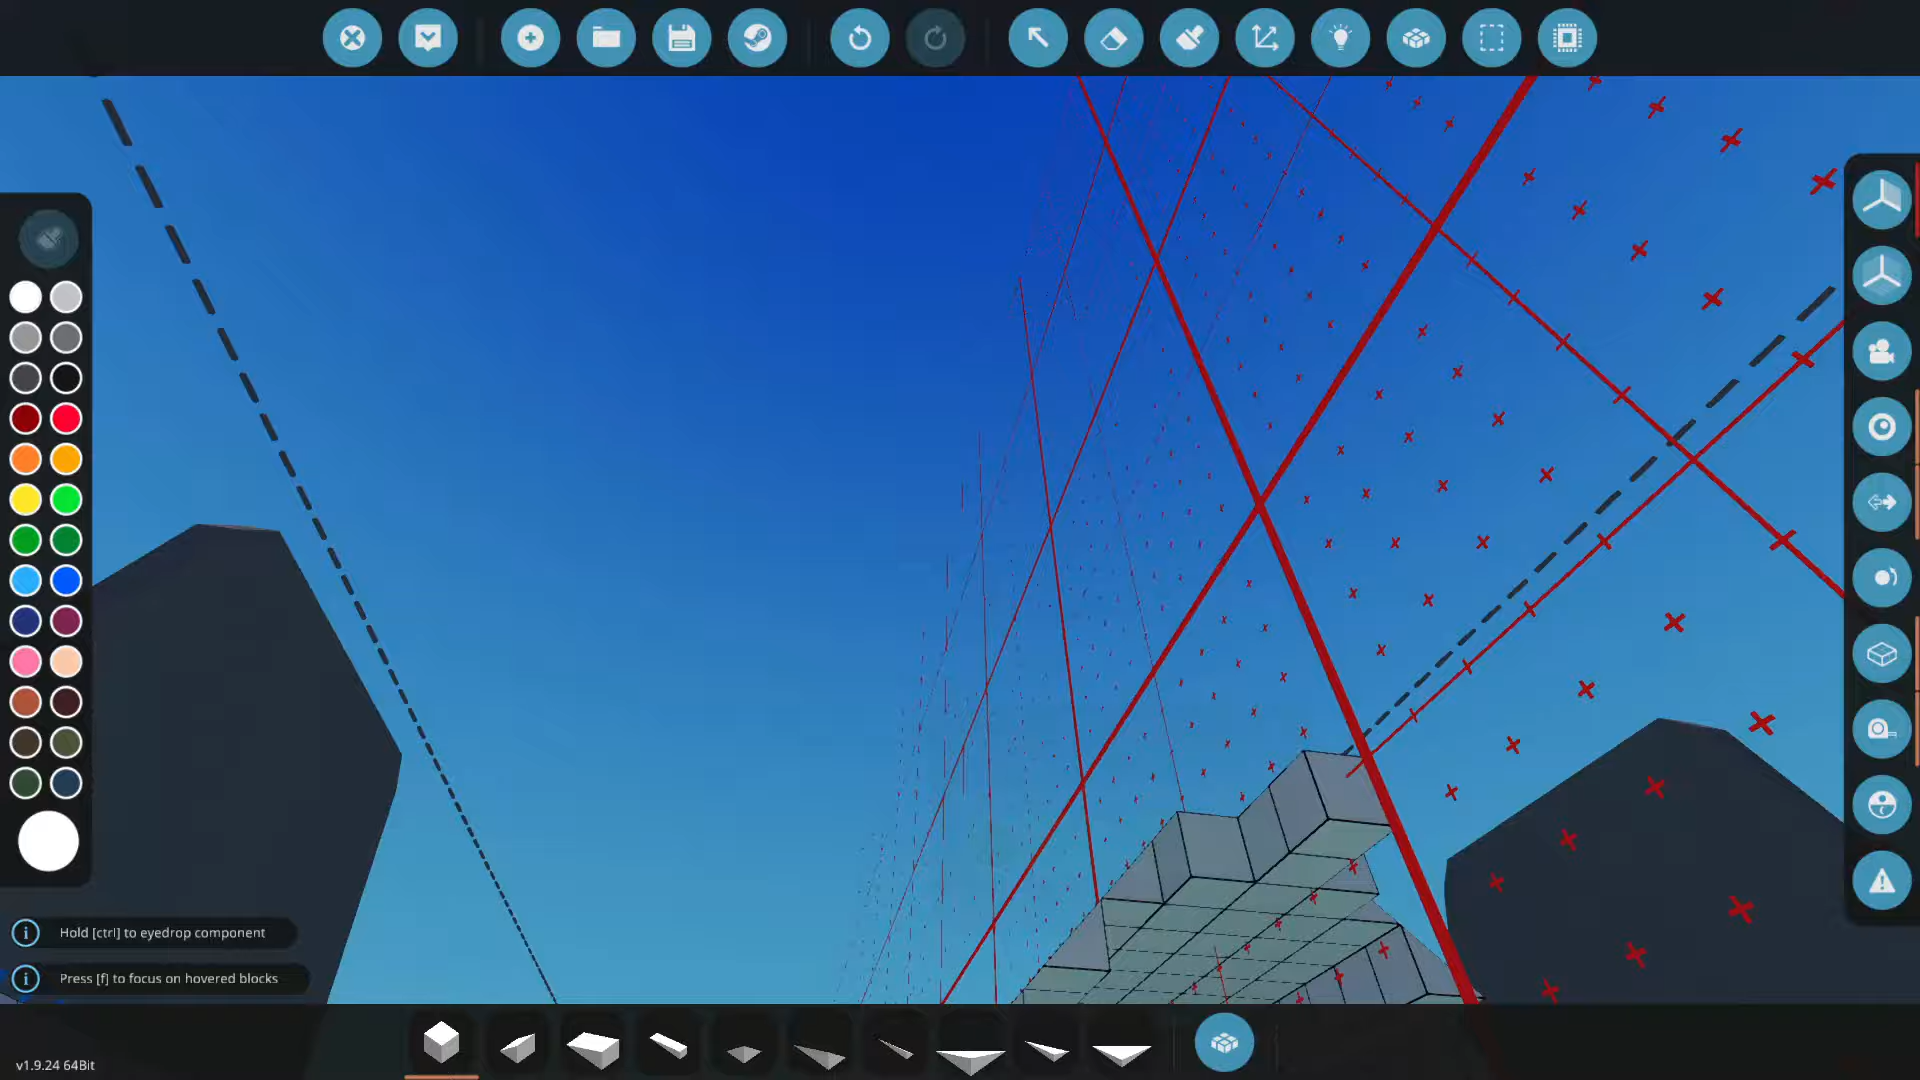 Hold [ctrl] to eyedrop component
Press [f] to focus on hovered blocks
v1.9.24 64Bit